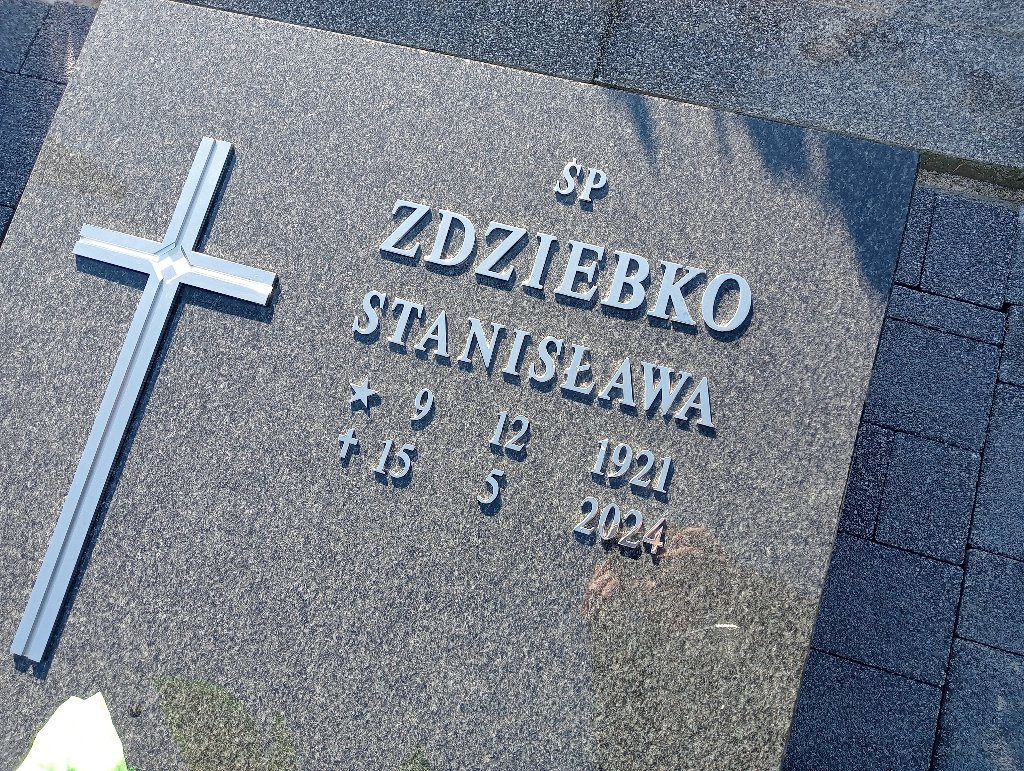 ŚP
ZDZIEBKO
STANISŁAWA
★ 9 12 1921
✝ 15 5 2024